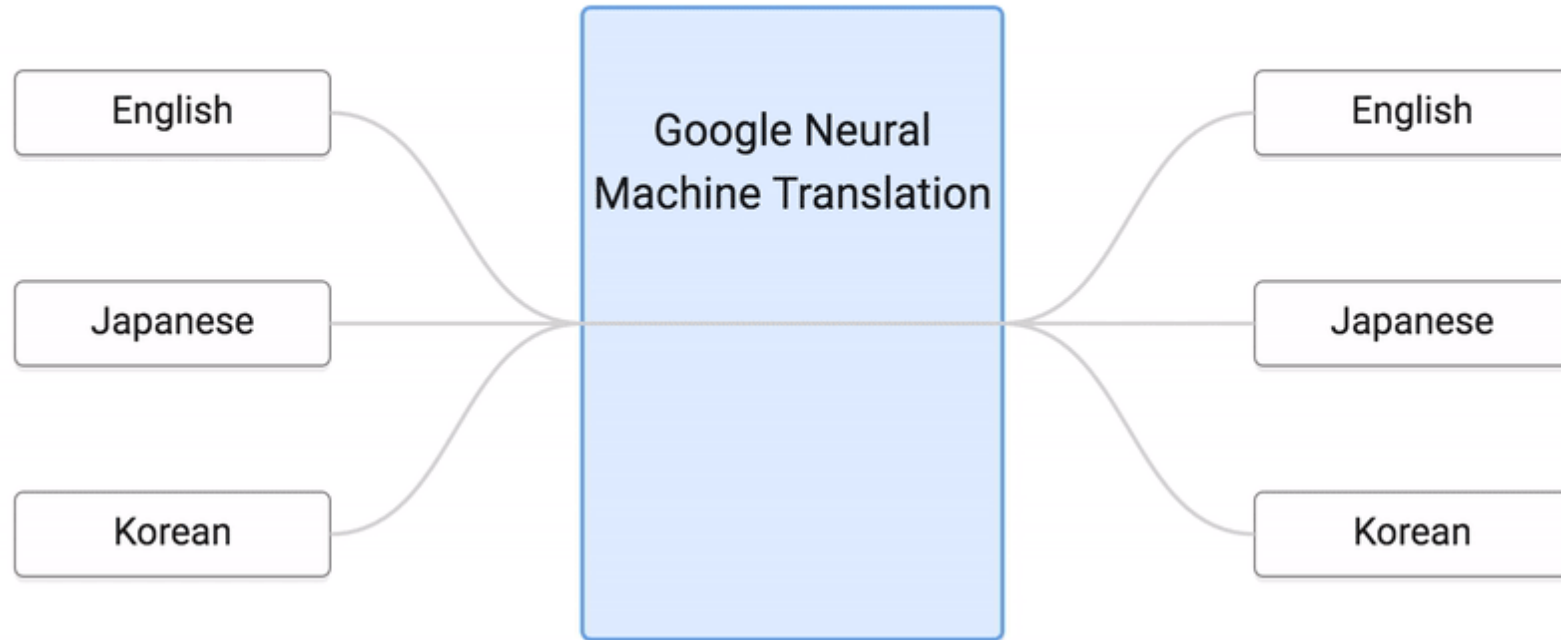 English
Japanese
Korean
Google Neural
Machine Translation
English
Japanese
Korean